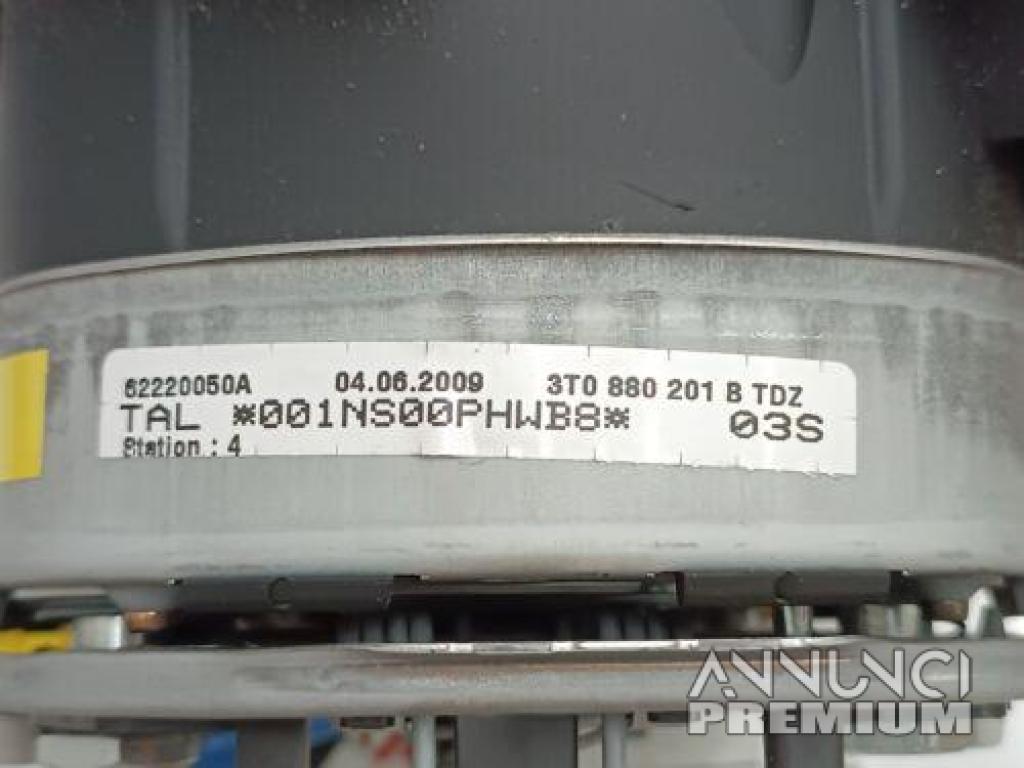 62220050A 04.06.2009 3T0 880 201 B TDZ
TAL *001NS00PHWB8* 03S
Station : 4
ANNUNCI
PREMIUM